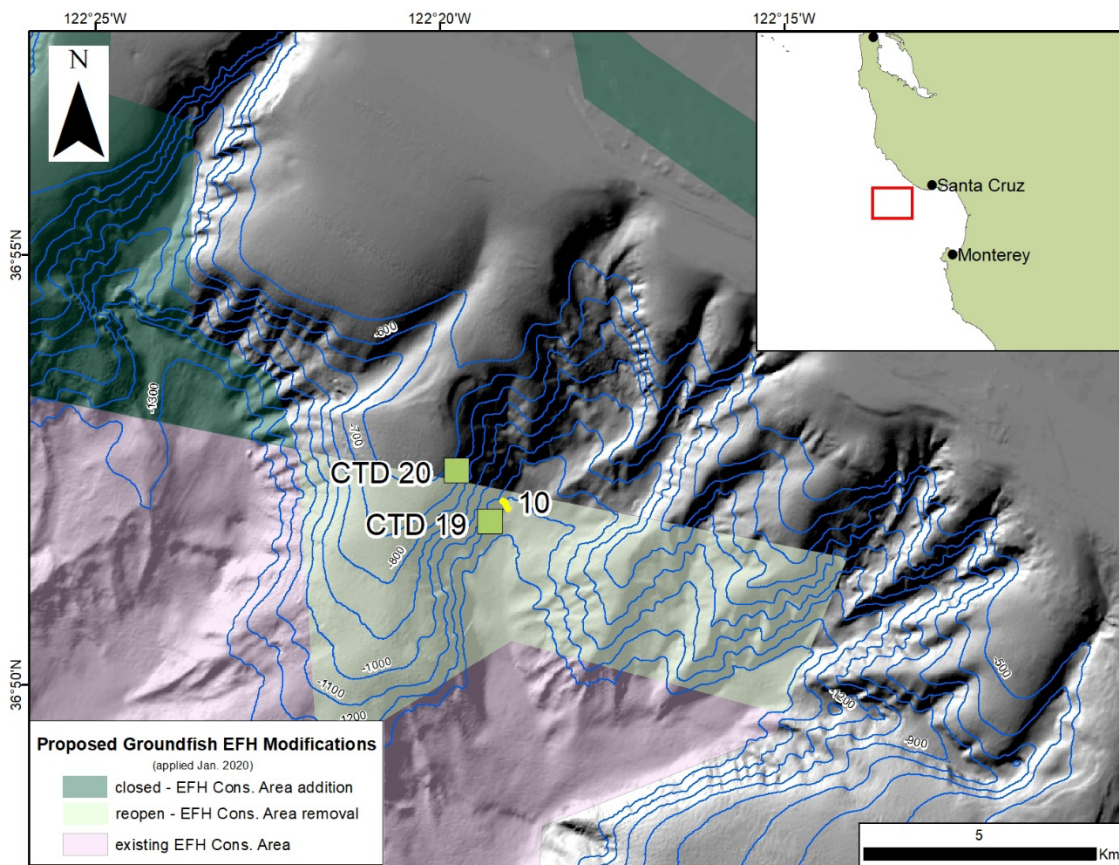 122°25'W
122°20'W
122°15'W
N
Santa Cruz
Monterey
36°55'N
-600
-1300
-700
CTD 20
10
CTD 19
-800
-1000
-1100
-1200
-600
-1200
-900
36°50'N
Proposed Groundfish EFH Modifications
(applied Jan. 2020)
closed - EFH Cons. Area addition
reopen - EFH Cons. Area removal
existing EFH Cons. Area
5
Km